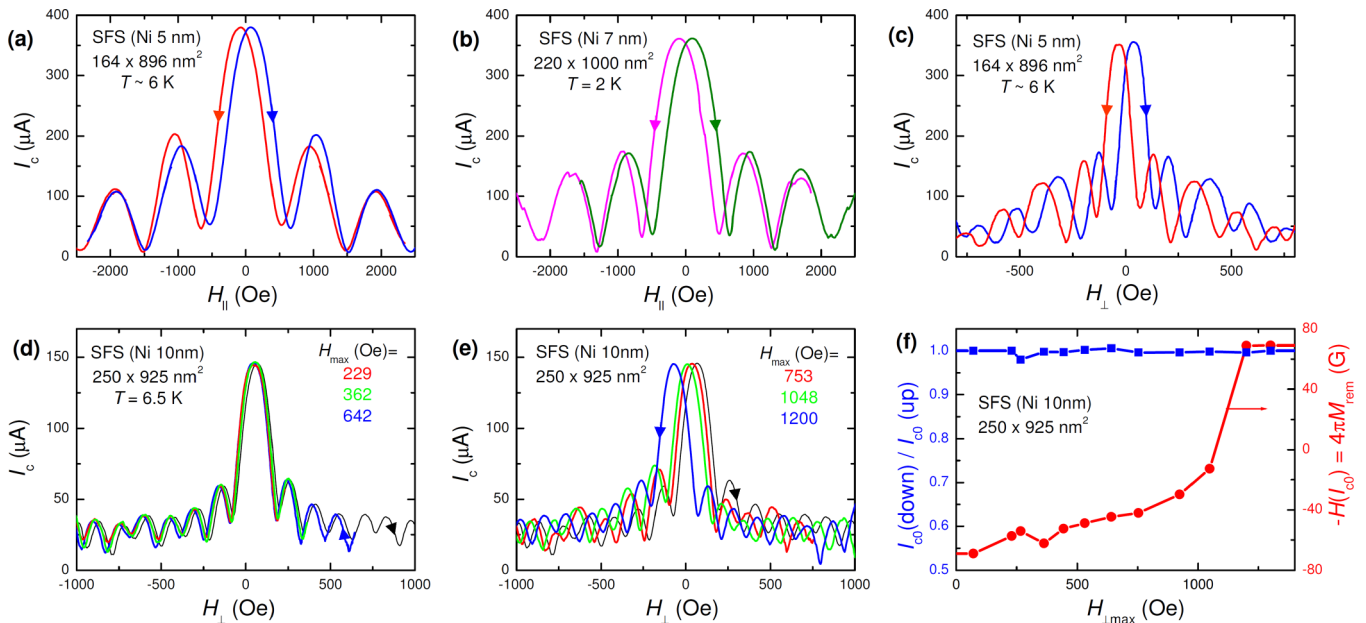 (a)
SFS (Ni 5 nm)
164 x 896 nm²
T ~ 6 K
400
300
200
100
0
I_c (μA)
-2000 -1000 0 1000 2000
H_|| (Oe)
(b)
SFS (Ni 7 nm)
220 x 1000 nm²
T = 2 K
400
300
200
100
0
I_c (μA)
-2000 -1000 0 1000 2000
H_|| (Oe)
(c)
SFS (Ni 5 nm)
164 x 896 nm²
T ~ 6 K
400
300
200
100
0
I_c (μA)
-500 0 500
H_⊥ (Oe)
(d)
SFS (Ni 10nm)
250 x 925 nm²
T = 6.5 K
H_max (Oe)=
229
362
642
150
100
50
0
I_c (μA)
-1000 -500 0 500 1000
H_⊥ (Oe)
(e)
SFS (Ni 10nm)
250 x 925 nm²
H_max (Oe)=
753
1048
1200
150
100
50
0
I_c (μA)
-1000 -500 0 500 1000
H_⊥ (Oe)
(f)
SFS (Ni 10nm)
250 x 925 nm²
1.0
0.9
0.8
0.7
0.6
0.5
I_c0 (down) / I_c0 (up)
80
40
0
-40
-80
-H(I_c0) = 4πM_rem (G)
0 500 1000
H_⊥max (Oe)